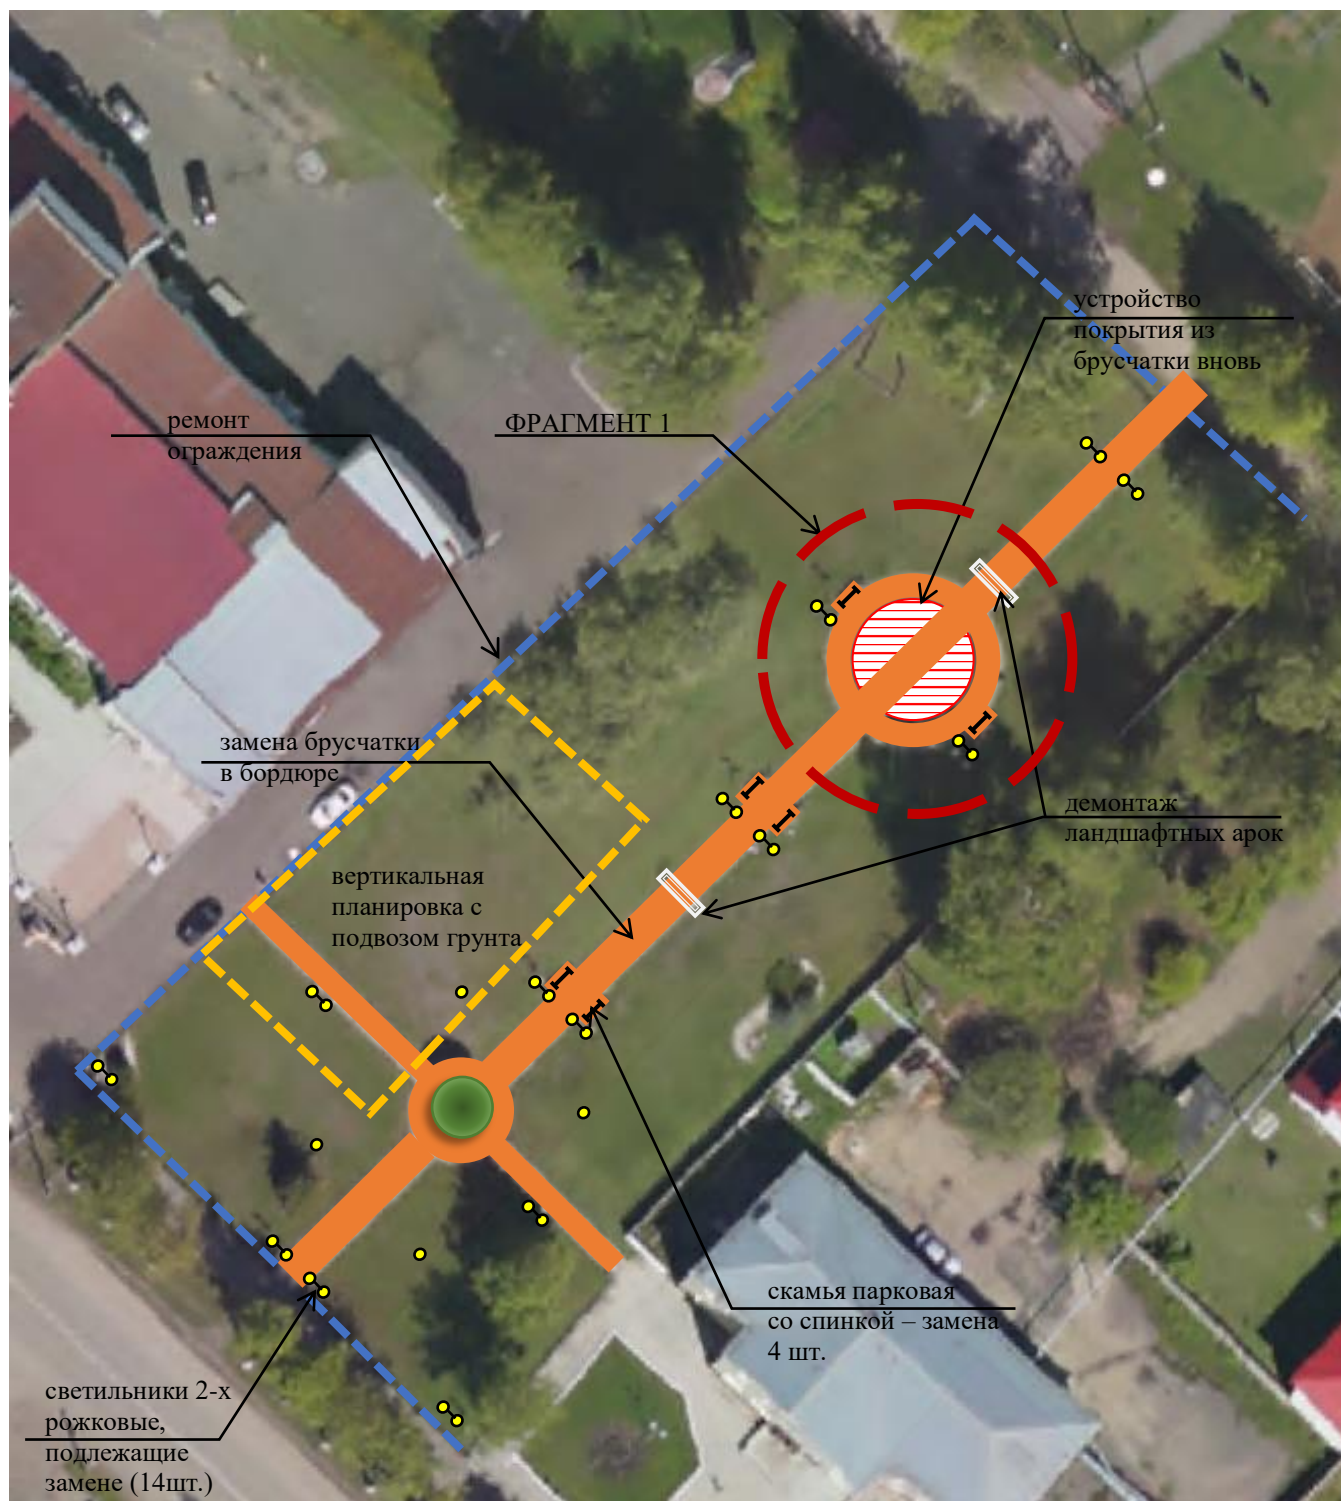 устройство
покрытия из
брусчатки вновь
ремонт
ограждения
ФРАГМЕНТ 1
замена брусчатки
в бордюре
демонтаж
ландшафтных арок
вертикальная
планировка с
подвозом грунта
скамья парковая
со спинкой – замена
4 шт.
светильники 2-х
рожковые,
подлежащие
замене (14шт.)